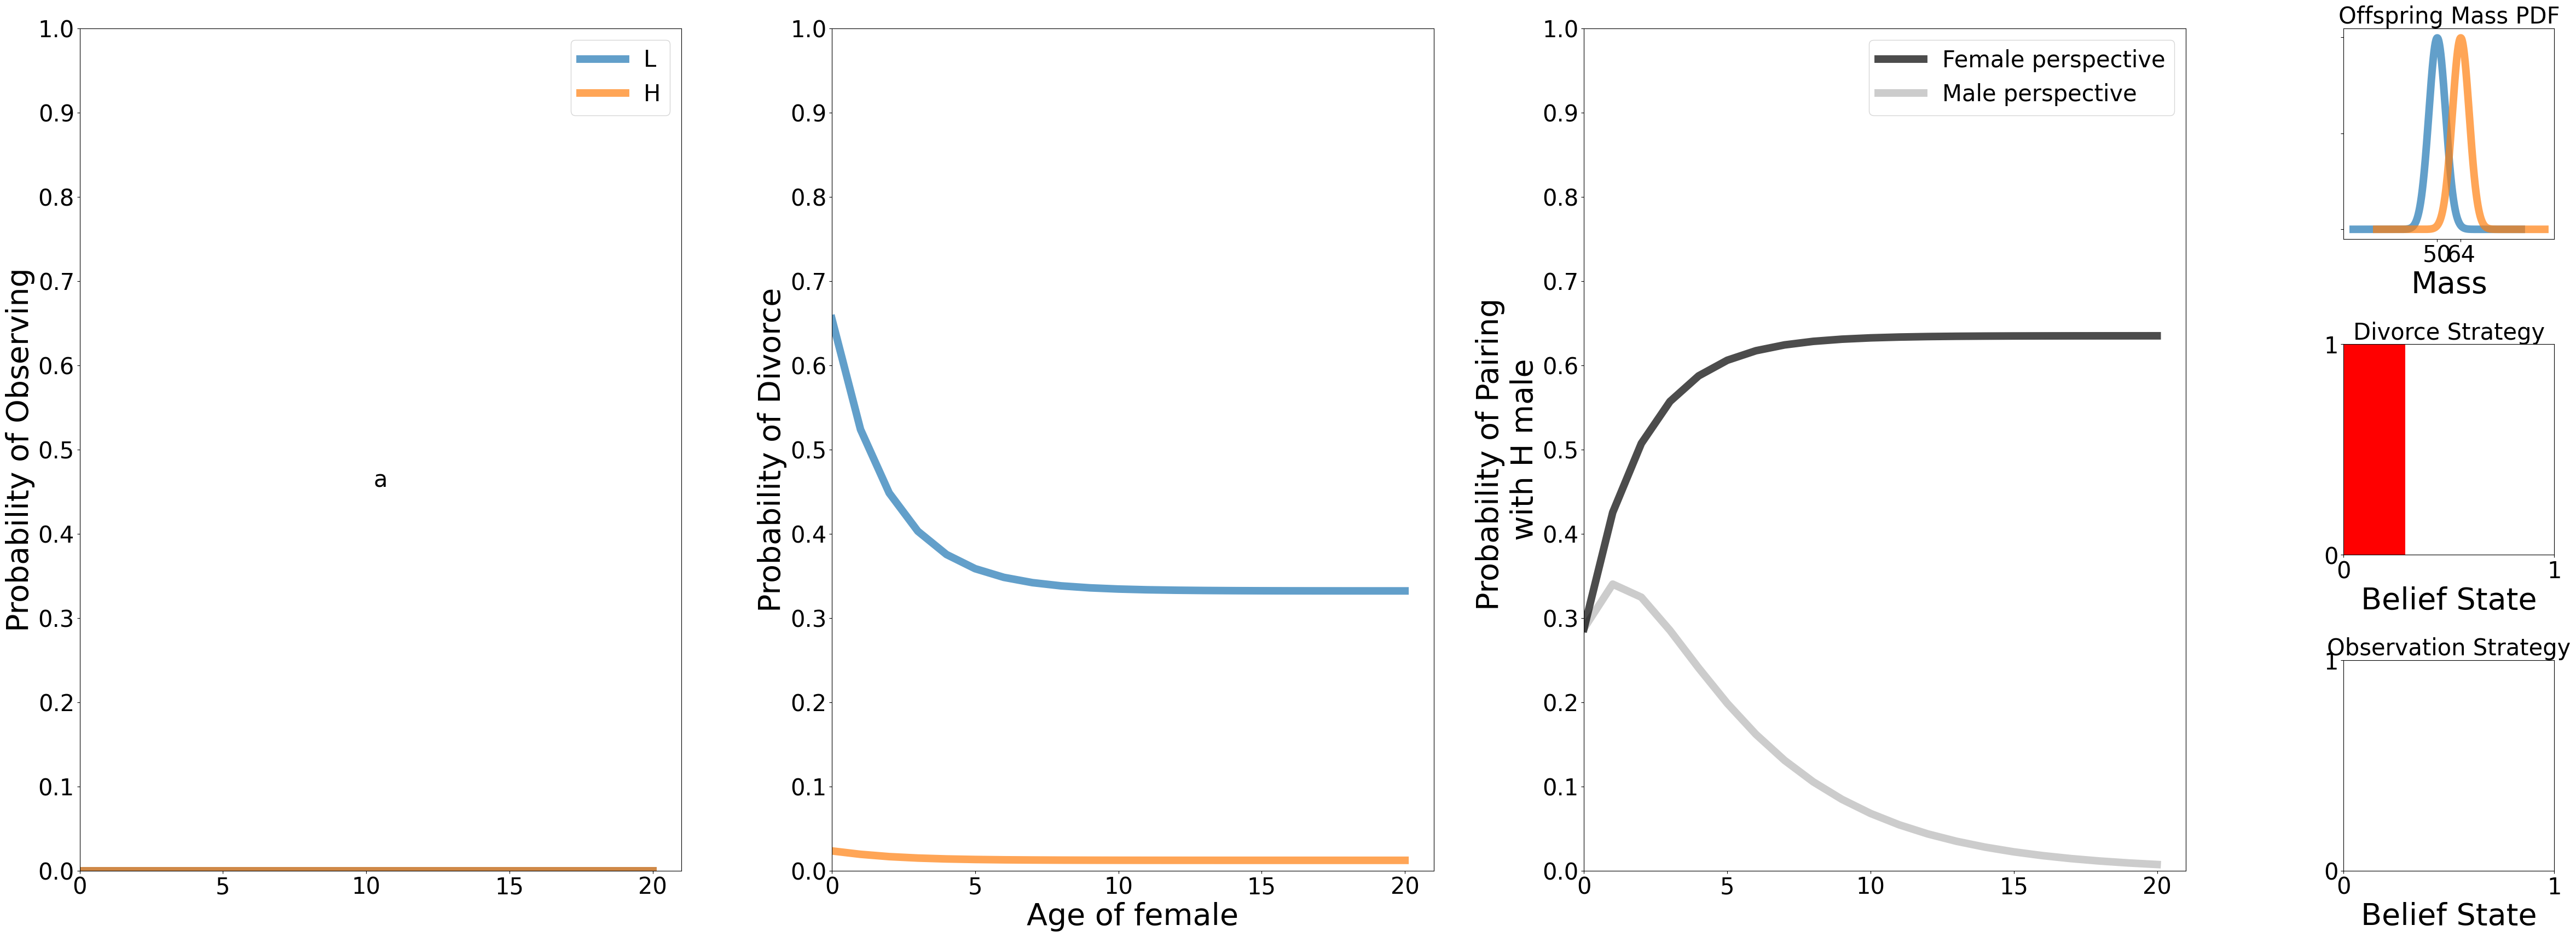 Probability of Observing
1.0
0.9
0.8
0.7
0.6
0.5
0.4
0.3
0.2
0.1
0.0
0 5 10 15 20
L
H
a
Probability of Divorce
1.0
0.9
0.8
0.7
0.6
0.5
0.4
0.3
0.2
0.1
0.0
0 5 10 15 20
Age of female
Probability of Pairing
with H male
1.0
0.9
0.8
0.7
0.6
0.5
0.4
0.3
0.2
0.1
0.0
0 5 10 15 20
Female perspective
Male perspective
Offspring Mass PDF
50 64
Mass
Divorce Strategy
1
0
0 1
Belief State
Observation Strategy
1
0
0 1
Belief State